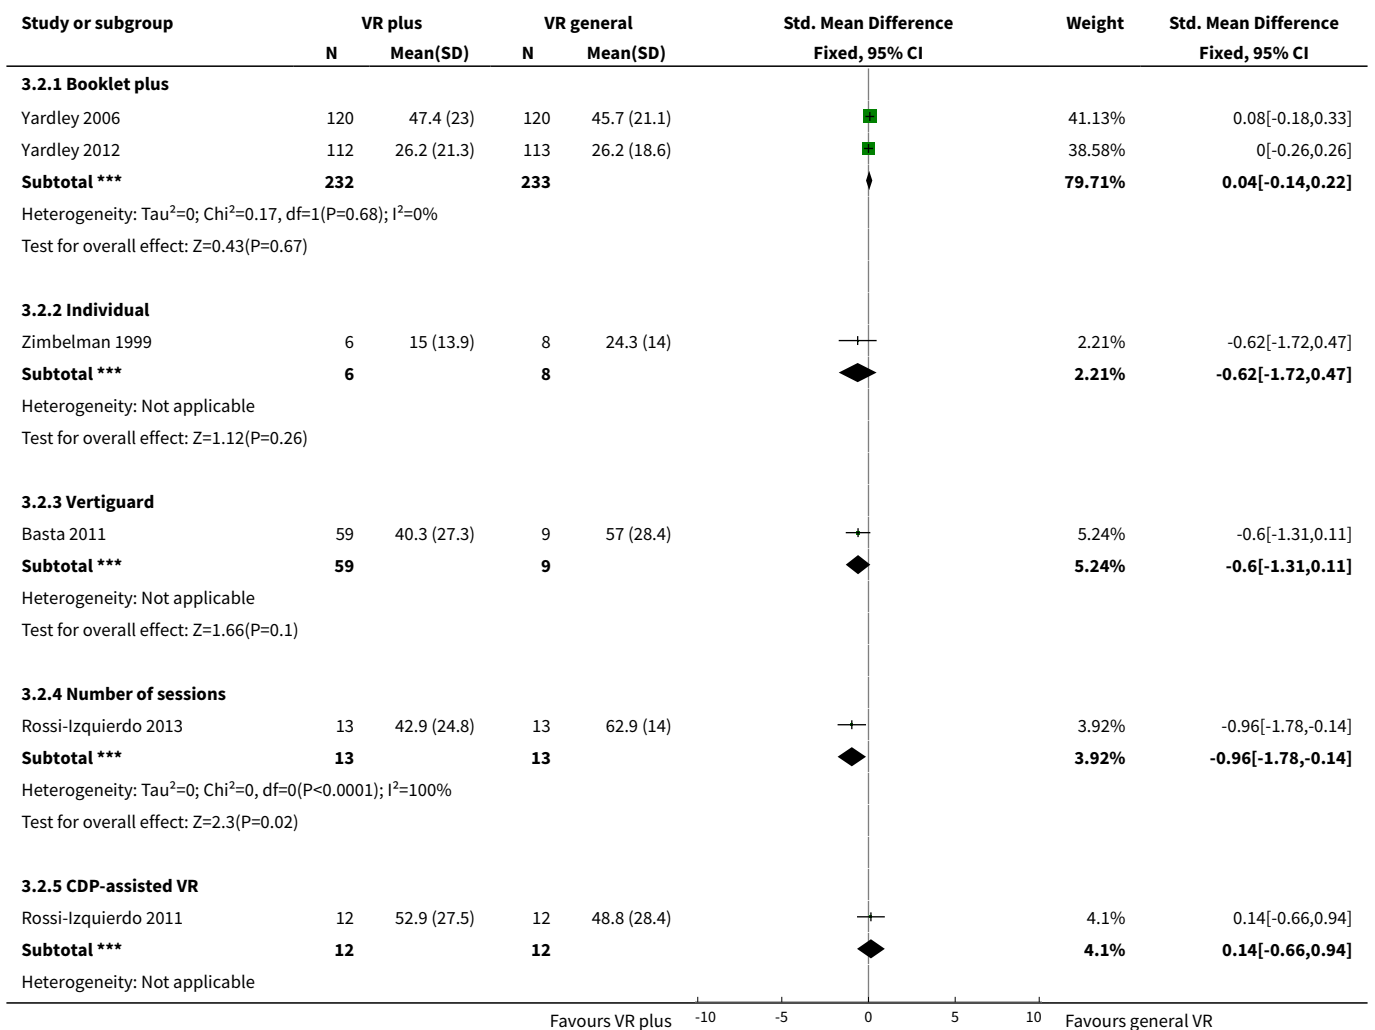 Study or subgroup VR plus VR general Std. Mean Difference Weight Std. Mean Difference
N Mean(SD) N Mean(SD) Fixed, 95% CI Fixed, 95% CI
3.2.1 Booklet plus
Yardley 2006 120 47.4 (23) 120 45.7 (21.1) 41.13% 0.08[-0.18,0.33]
Yardley 2012 112 26.2 (21.3) 113 26.2 (18.6) 38.58% 0[-0.26,0.26]
Subtotal *** 232 233 79.71% 0.04[-0.14,0.22]
Heterogeneity: Tau²=0; Chi²=0.17, df=1(P=0.68); I²=0%
Test for overall effect: Z=0.43(P=0.67)
3.2.2 Individual
Zimbelman 1999 6 15 (13.9) 8 24.3 (14) 2.21% -0.62[-1.72,0.47]
Subtotal *** 6 8 2.21% -0.62[-1.72,0.47]
Heterogeneity: Not applicable
Test for overall effect: Z=1.12(P=0.26)
3.2.3 Vertiguard
Basta 2011 59 40.3 (27.3) 9 57 (28.4) 5.24% -0.6[-1.31,0.11]
Subtotal *** 59 9 5.24% -0.6[-1.31,0.11]
Heterogeneity: Not applicable
Test for overall effect: Z=1.66(P=0.1)
3.2.4 Number of sessions
Rossi-Izquierdo 2013 13 42.9 (24.8) 13 62.9 (14) 3.92% -0.96[-1.78,-0.14]
Subtotal *** 13 13 3.92% -0.96[-1.78,-0.14]
Heterogeneity: Tau²=0; Chi²=0, df=0(P<0.0001); I²=100%
Test for overall effect: Z=2.3(P=0.02)
3.2.5 CDP-assisted VR
Rossi-Izquierdo 2011 12 52.9 (27.5) 12 48.8 (28.4) 4.1% 0.14[-0.66,0.94]
Subtotal *** 12 12 4.1% 0.14[-0.66,0.94]
Heterogeneity: Not applicable
Favours VR plus -10 -5 0 5 10 Favours general VR